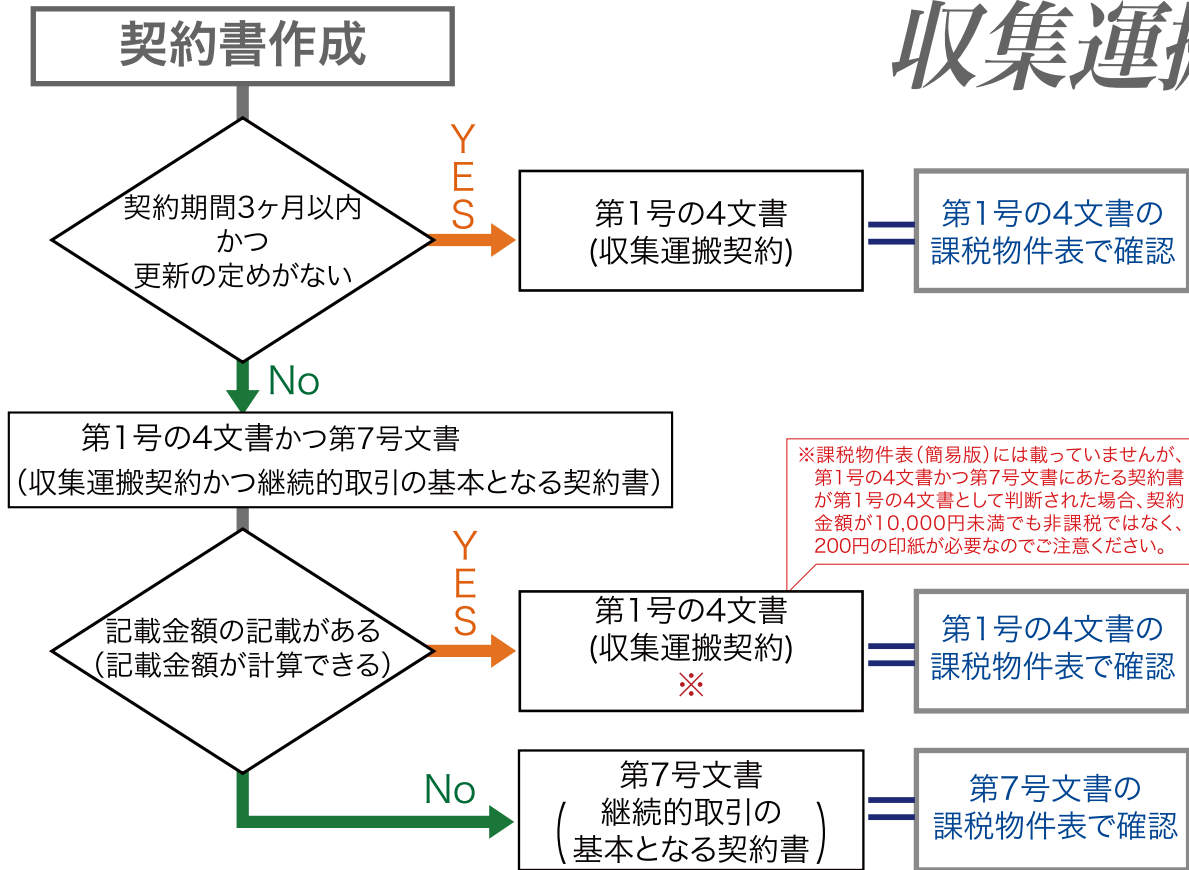 契約書作成
収集運搬
契約期間3ヶ月以内
かつ
更新の定めがない
YES
第1号の4文書
(収集運搬契約)
第1号の4文書の
課税物件表で確認
No
第1号の4文書かつ第7号文書
(収集運搬契約かつ継続的取引の基本となる契約書)
※課税物件表(簡易版)には載っていませんが、
第1号の4文書かつ第7号文書にあたる契約書
が第1号の4文書として判断された場合、契約
金額が10,000円未満でも非課税ではなく、
200円の印紙が必要なのでご注意ください。
記載金額の記載がある
(記載金額が計算できる)
YES
第1号の4文書
(収集運搬契約)
※
第1号の4文書の
課税物件表で確認
No
第7号文書
(継続的取引の
基本となる契約書)
第7号文書の
課税物件表で確認